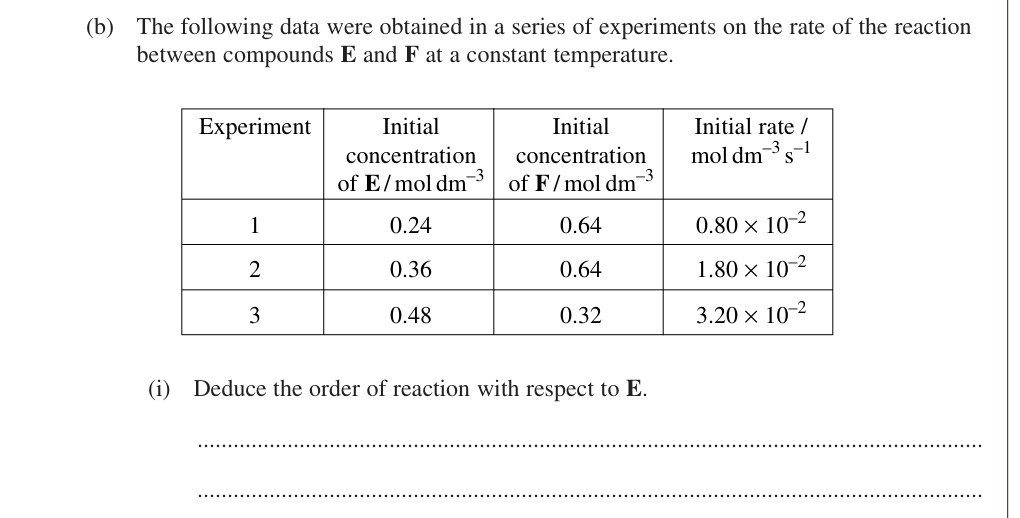 (b) The following data were obtained in a series of experiments on the rate of the reaction
between compounds E and F at a constant temperature.
Experiment
Initial concentration of E / mol dm⁻³
Initial concentration of F / mol dm⁻³
Initial rate / mol dm⁻³ s⁻¹
1 0.24 0.64 0.80 × 10⁻²
2 0.36 0.64 1.80 × 10⁻²
3 0.48 0.32 3.20 × 10⁻²
(i) Deduce the order of reaction with respect to E.